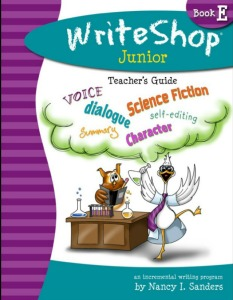 Book E
WriteShop
Junior
Teacher's Guide
VOICE
Science Fiction
dialogue
self-editing
Summary
Character
an incremental writing program
by Nancy I. Sanders